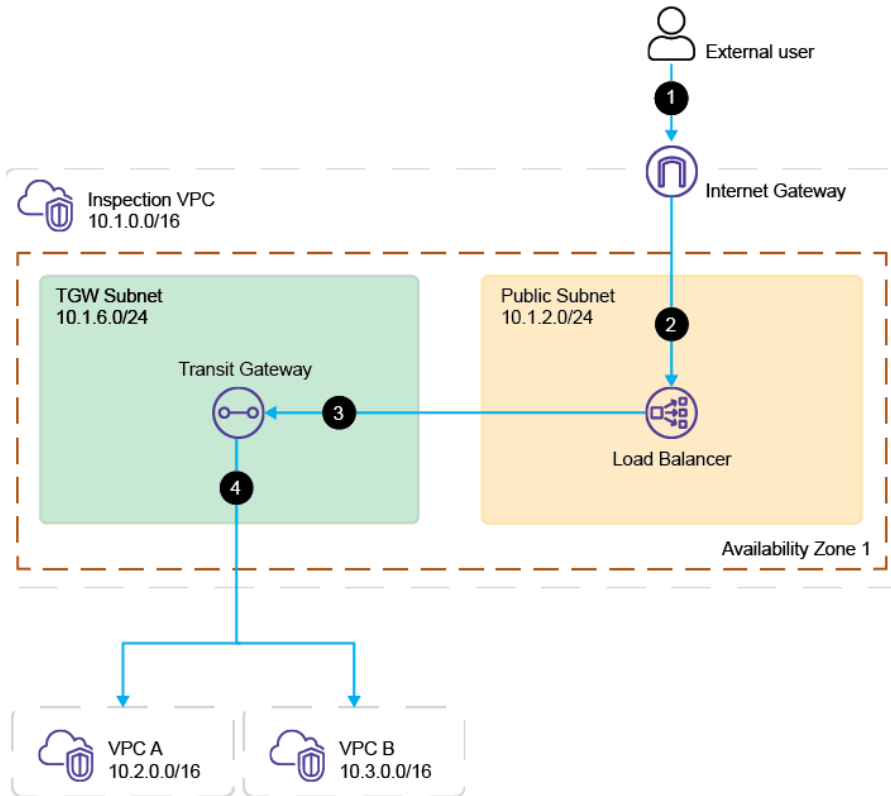 External user
1
Internet Gateway
Inspection VPC
10.1.0.0/16
TGW Subnet
10.1.6.0/24
Public Subnet
10.1.2.0/24
2
Transit Gateway
3
Load Balancer
4
Availability Zone 1
VPC A
10.2.0.0/16
VPC B
10.3.0.0/16